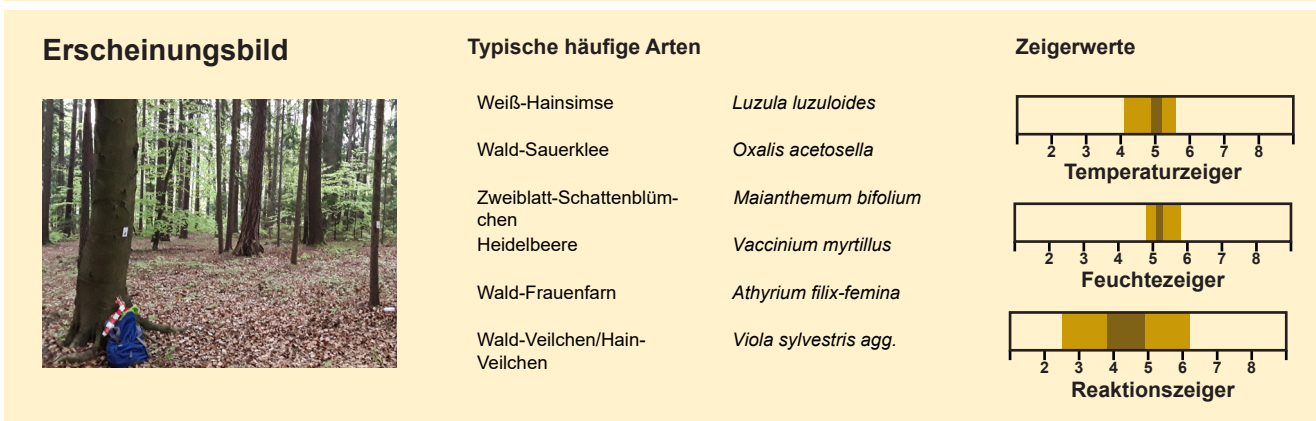 Erscheinungsbild
Typische häufige Arten
Weiß-Hainsimse Luzula luzuloides
Wald-Sauerklee Oxalis acetosella
Zweiblatt-Schattenblüm- Maianthemum bifolium
chen
Heidelbeere Vaccinium myrtillus
Wald-Frauenfarn Athyrium filix-femina
Wald-Veilchen/Hain- Viola sylvestris agg.
Veilchen
Zeigerwerte
2 3 4 5 6 7 8
Temperaturzeiger
2 3 4 5 6 7 8
Feuchtezeiger
2 3 4 5 6 7 8
Reaktionszeiger